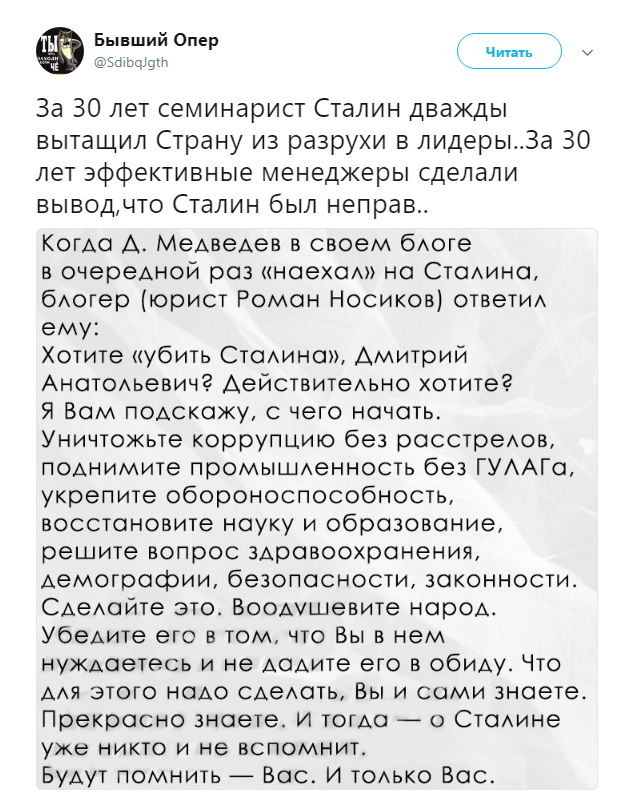 Бывший Опер
@SdibqJgth
Читать
За 30 лет семинарист Сталин дважды
вытащил Страну из разрухи в лидеры..За 30
лет эффективные менеджеры сделали
вывод,что Сталин был неправ..
Когда Д. Медведев в своем блоге
в очередной раз «наехал» на Сталина,
блогер (юрист Роман Носиков) ответил
ему:
Хотите «убить Сталина», Дмитрий
Анатольевич? Действительно хотите?
Я Вам подскажу, с чего начать.
Уничтожьте коррупцию без расстрелов,
поднимите промышленность без ГУЛАГа,
укрепите обороноспособность,
восстановите науку и образование,
решите вопрос здравоохранения,
демографии, безопасности, законности.
Сделайте это. Воодушевите народ.
Убедите его в том, что Вы в нем
нуждаетесь и не дадите его в обиду. Что
для этого надо сделать, Вы и сами знаете.
Прекрасно знаете. И тогда — о Сталине
уже никто и не вспомнит.
Будут помнить — Вас. И только Вас.